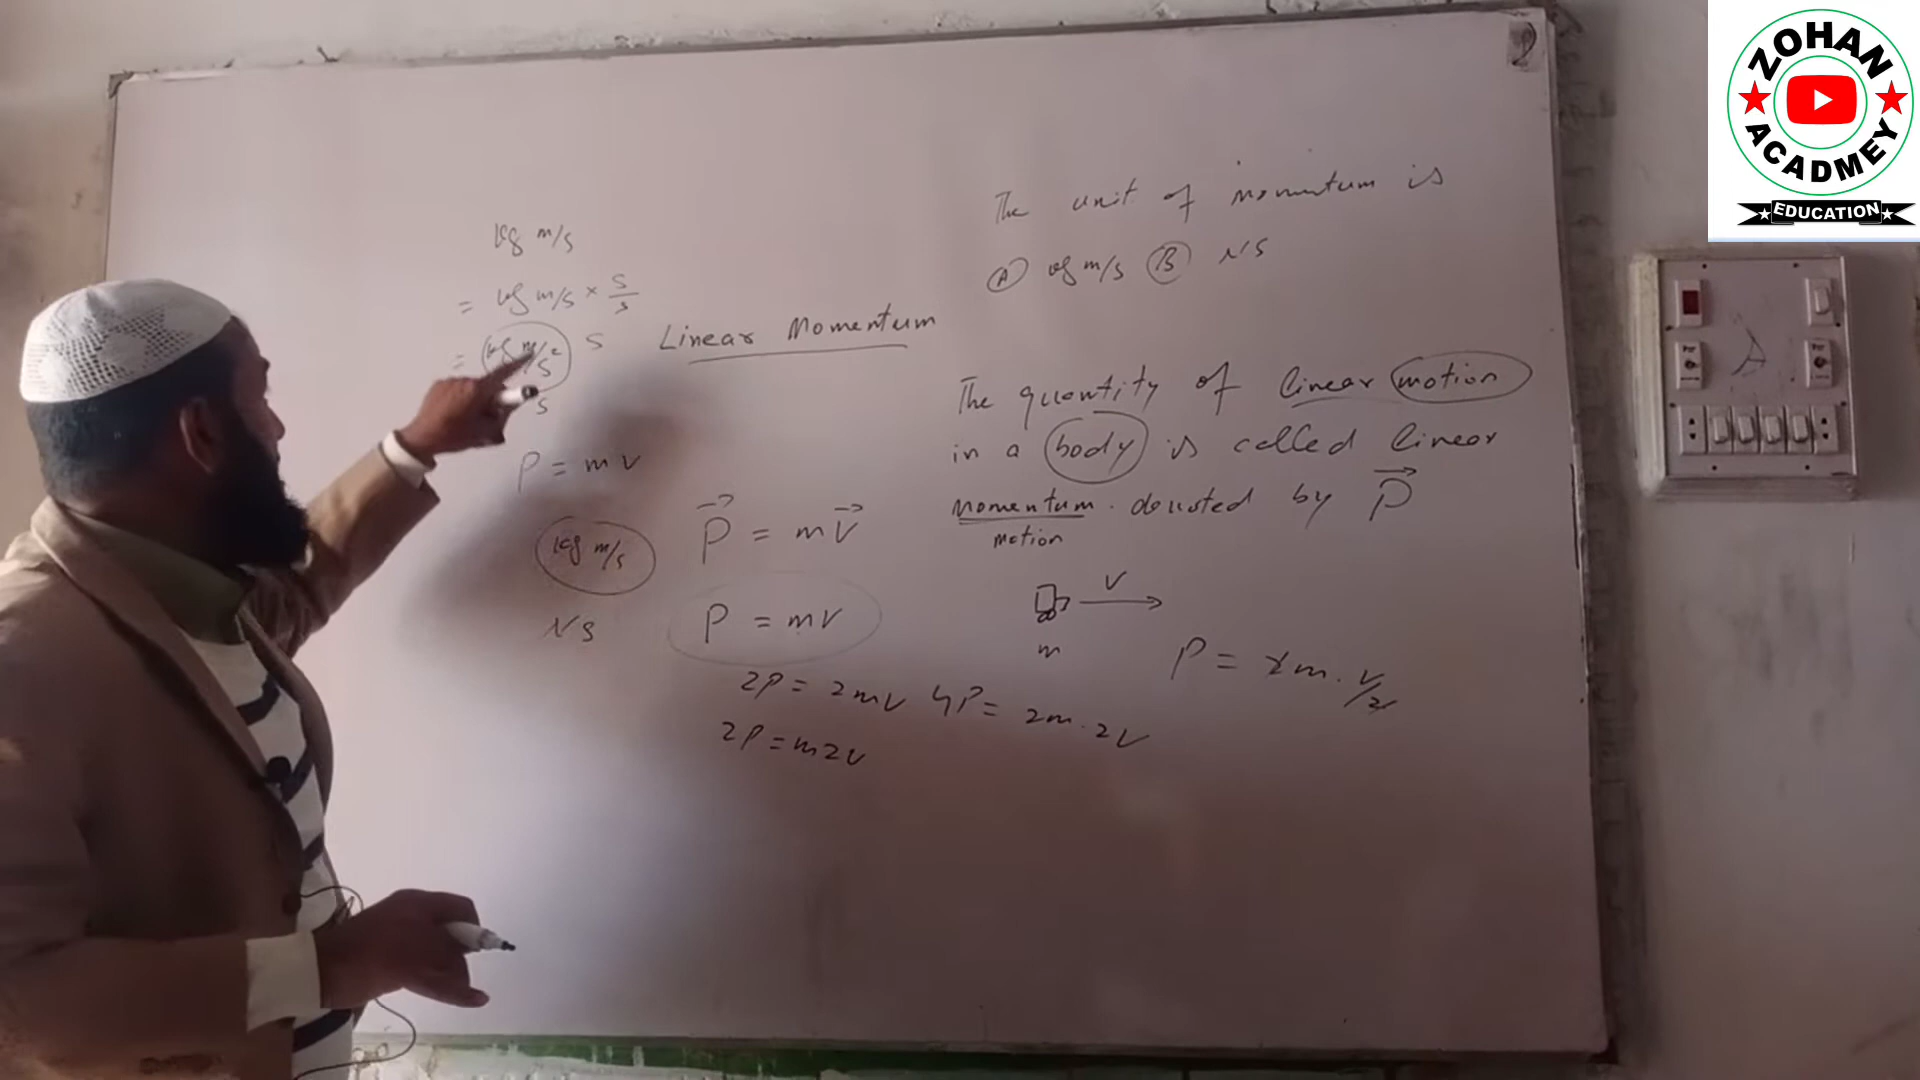 ZOHAN
ACADMEY
EDUCATION
The unit of momentum is
Ⓐ kg m/s Ⓑ NS
kg m/s
= kg m/s × s/s
= kg m/s² s
s
Linear Momentum
The quantity of linear motion
in a body is called linear
momentum. denoted by P⃗
motion
P = m v
P⃗ = m v⃗
kg m/s
P = mv
NS
V
m
P = 2m . V/2
2P = 2mv 4P = 2m . 2V
2P = m2v